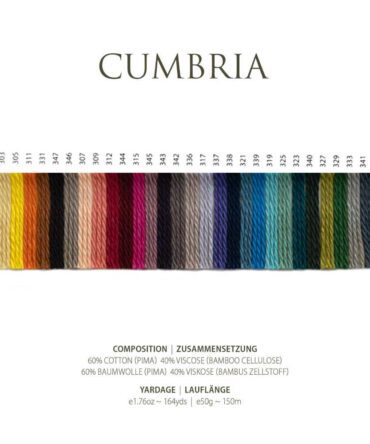 CUMBRIA
303 305 311 331 347 346 307 309 312 344 315 345 343 342 336 317 337 338 321 339 319 325 323 340 327 329 333 341
COMPOSITION | ZUSAMMENSETZUNG
60% COTTON (PIMA) 40% VISCOSE (BAMBOO CELLULOSE)
60% BAUMWOLLE (PIMA) 40% VISKOSE (BAMBUS ZELLSTOFF)
YARDAGE | LAUFLÄNGE
e1.76oz ~ 164yds | e50g ~ 150m